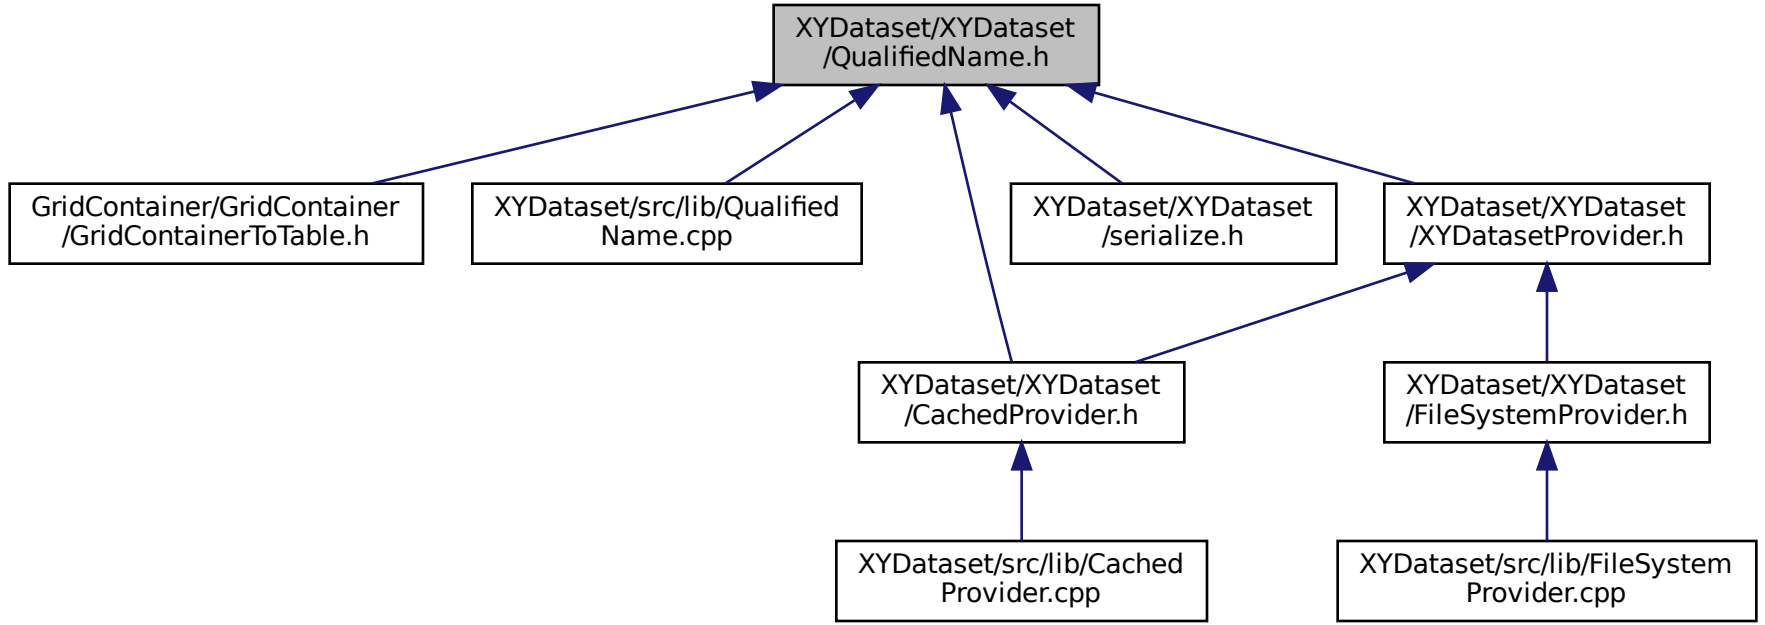 XYDataset/XYDataset
/QualifiedName.h
GridContainer/GridContainer
/GridContainerToTable.h
XYDataset/src/lib/Qualified
Name.cpp
XYDataset/XYDataset
/serialize.h
XYDataset/XYDataset
/XYDatasetProvider.h
XYDataset/XYDataset
/CachedProvider.h
XYDataset/XYDataset
/FileSystemProvider.h
XYDataset/src/lib/Cached
Provider.cpp
XYDataset/src/lib/FileSystem
Provider.cpp